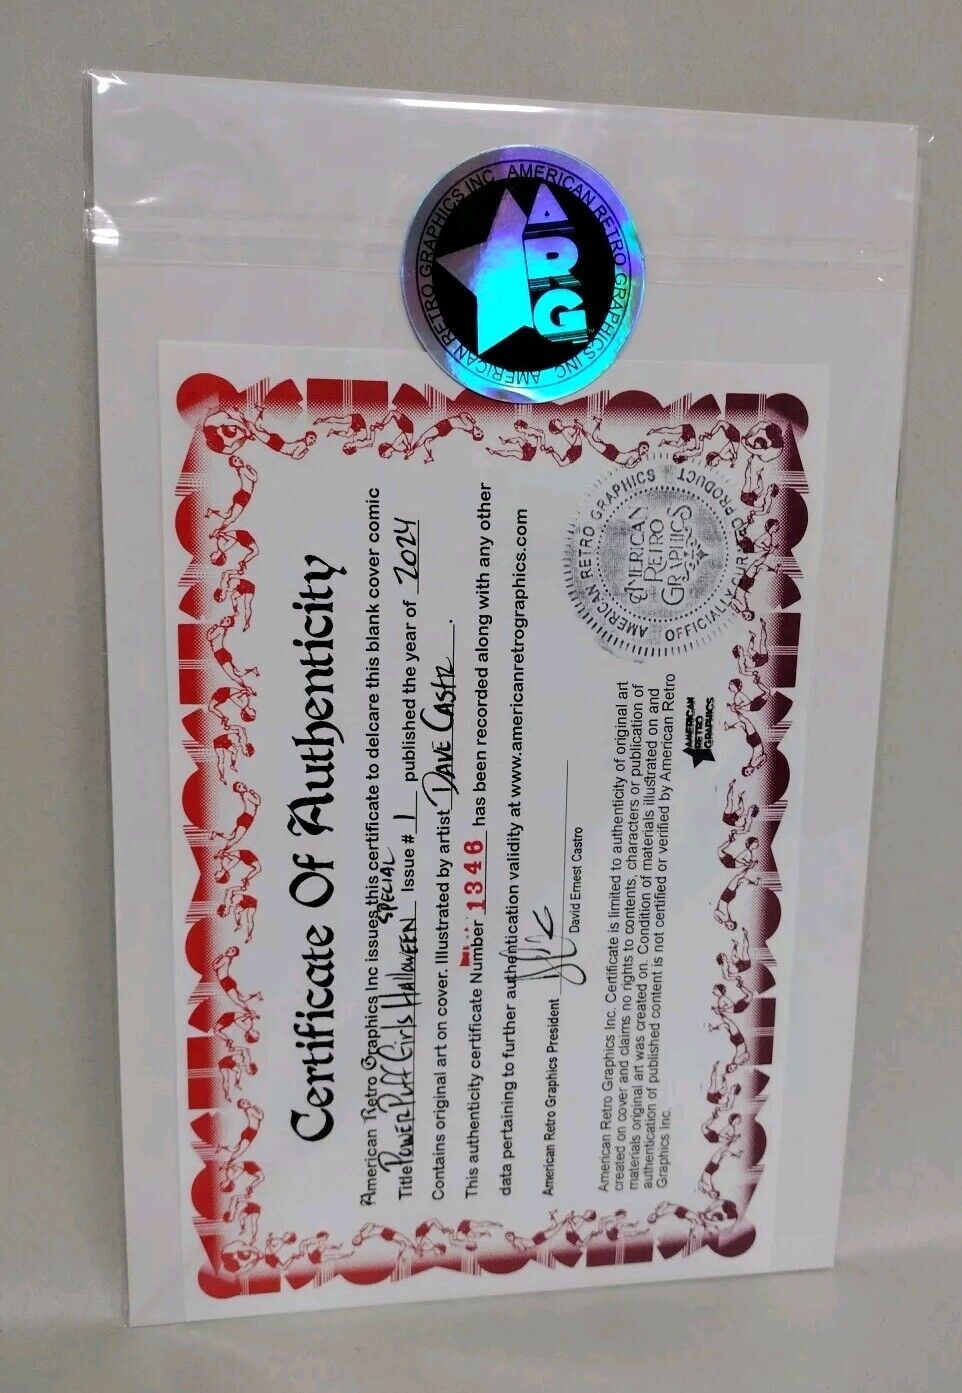 AMERICAN RETRO GRAPHICS INC. AMERICAN RETRO GRAPHICS INC.
ARG
Certificate Of Authenticity
American Retro Graphics Inc issues this certificate to delcare this blank cover comic
Title PowerPuff Girls Halloween SPECIAL Issue # 1 published the year of 2024
Contains original art on cover. Illustrated by artist Dave Castr.
This authenticity certificate Number 1346 has been recorded along with any other
data pertaining to further authentication validity at www.americanretrographics.com
American Retro Graphics President
David Ernest Castro
American Retro Graphics Inc. Certificate is limited to authenticity of original art
created on cover and claims no rights to contents, characters or publication of
materials original art was created on. Condition of materials illustrated on and
authentication of published content is not certified or verified by American Retro
Graphics Inc.
AMERICAN
RETRO
GRAPHICS
AMERICAN RETRO GRAPHICS
OFFICIALLY CURATED PRODUCT
AMERICAN
RETRO
GRAPHICS